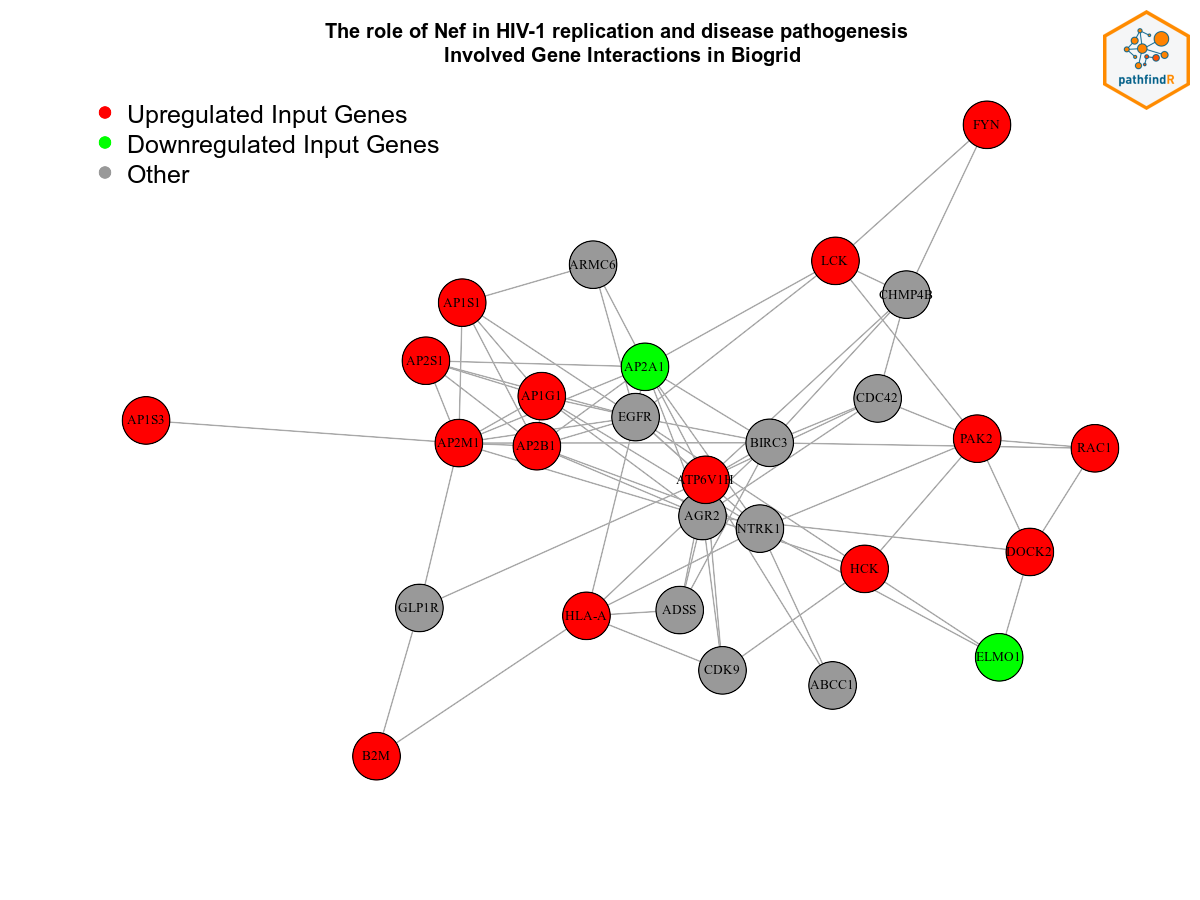 The role of Nef in HIV-1 replication and disease pathogenesis
Involved Gene Interactions in Biogrid
pathfindR
Upregulated Input Genes
Downregulated Input Genes
Other
FYN
LCK
ARMC6
CHMP4B
AP1S1
AP2S1
AP2A1
AP1G1
CDC42
EGFR
AP1S3
AP2M1
AP2B1
BIRC3
PAK2
RAC1
ATP6V1H
AGR2
NTRK1
DOCK2
HCK
GLP1R
HLA-A
ADSS
ELMO1
CDK9
ABCC1
B2M